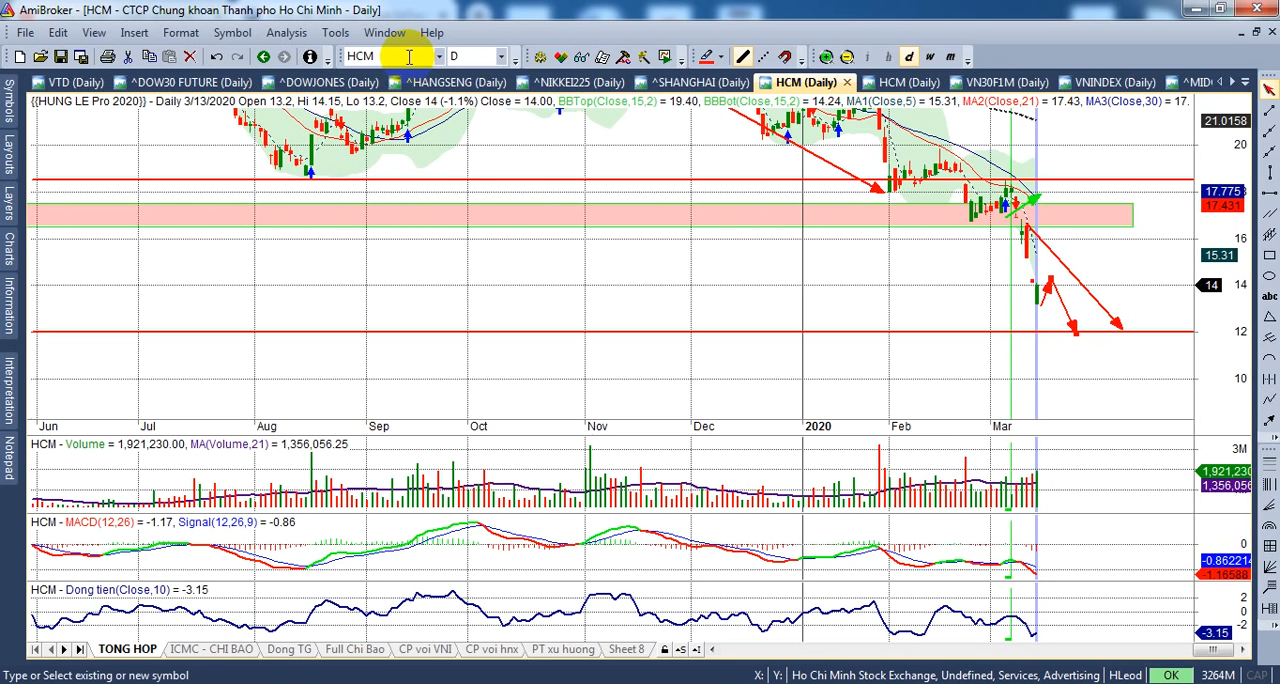 AmiBroker - [HCM - CTCP Chung khoan Thanh pho Ho Chi Minh - Daily]
File Edit View Insert Format Symbol Analysis Tools Window Help
HCM D i d w m
VTD (Daily) ^DOW30 FUTURE (Daily) ^DOWJONES (Daily) ^HANGSENG (Daily) ^NIKKEI225 (Daily) ^SHANGHAI (Daily) HCM (Daily) HCM (Daily) VN30F1M (Daily) VNINDEX (Daily) ^MID
{{HUNG LE Pro 2020}} - Daily 3/13/2020 Open 13.2, Hi 14.15, Lo 13.2, Close 14 (-1.1%) Close = 14.00, BBTop(Close,15,2) = 19.40, BBBot(Close,15,2) = 14.24, MA1(Close,5) = 15.31, MA2(Close,21) = 17.43, MA3(Close,30) = 17.
Symbols
Layouts
Layers
Charts
Information
Interpretation
Notepad
21.0158
20
17.775
17.431
16
15.31
14 14
12
10
abc
Jun Jul Aug Sep Oct Nov Dec 2020 Feb Mar
HCM - Volume = 1,921,230.00, MA(Volume,21) = 1,356,056.25
3M
1,921,230
1,356,056
HCM - MACD(12,26) = -1.17, Signal(12,26,9) = -0.86
0
-0.862214
-1.16588
HCM - Dong tien(Close,10) = -3.15
2
0
-2
-3.15
TONG HOP ICMC - CHI BAO Dong TG Full Chi Bao CP voi VNI CP voi hnx PT xu huong Sheet 8
Type or Select existing or new symbol X: Y: Ho Chi Minh Stock Exchange, Undefined, Services, Advertising HLeod OK 3264M CAP